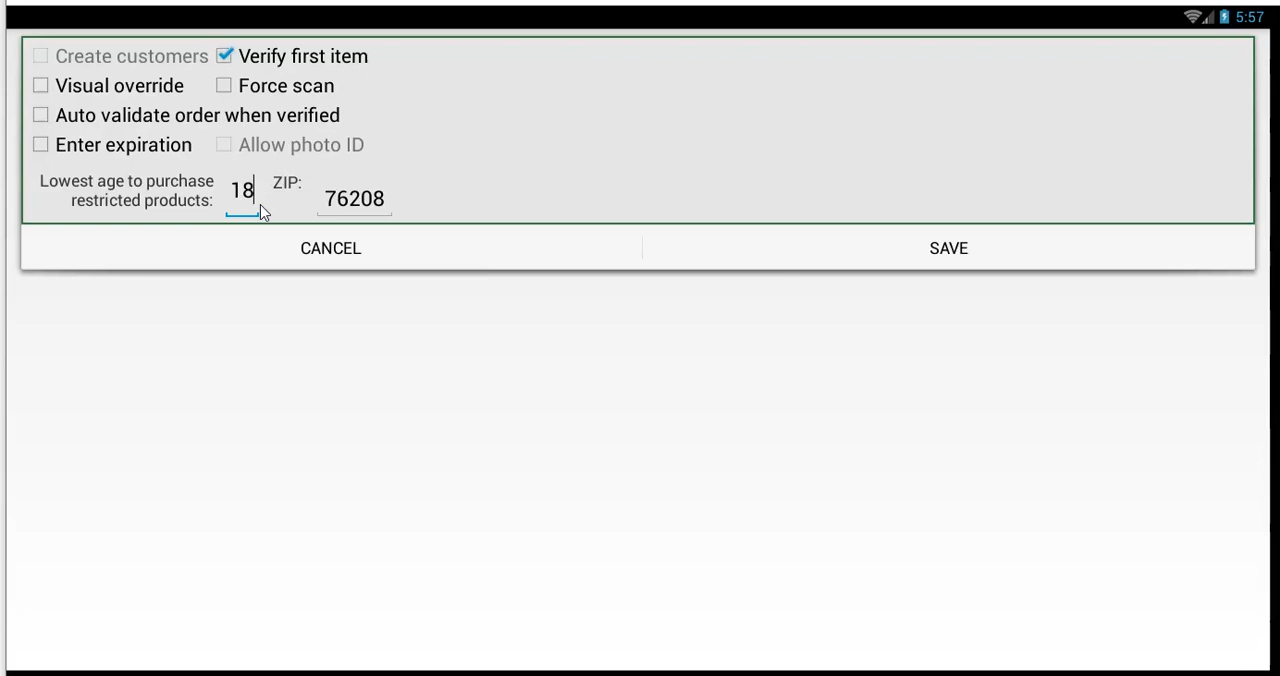 5:57
Create customers Verify first item
Visual override Force scan
Auto validate order when verified
Enter expiration Allow photo ID
Lowest age to purchase
restricted products: 18 ZIP: 76208
CANCEL SAVE